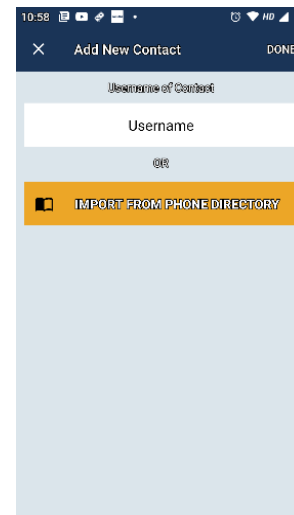 10:58 HD
Add New Contact DONE
Username of Contact
Username
OR
IMPORT FROM PHONE DIRECTORY